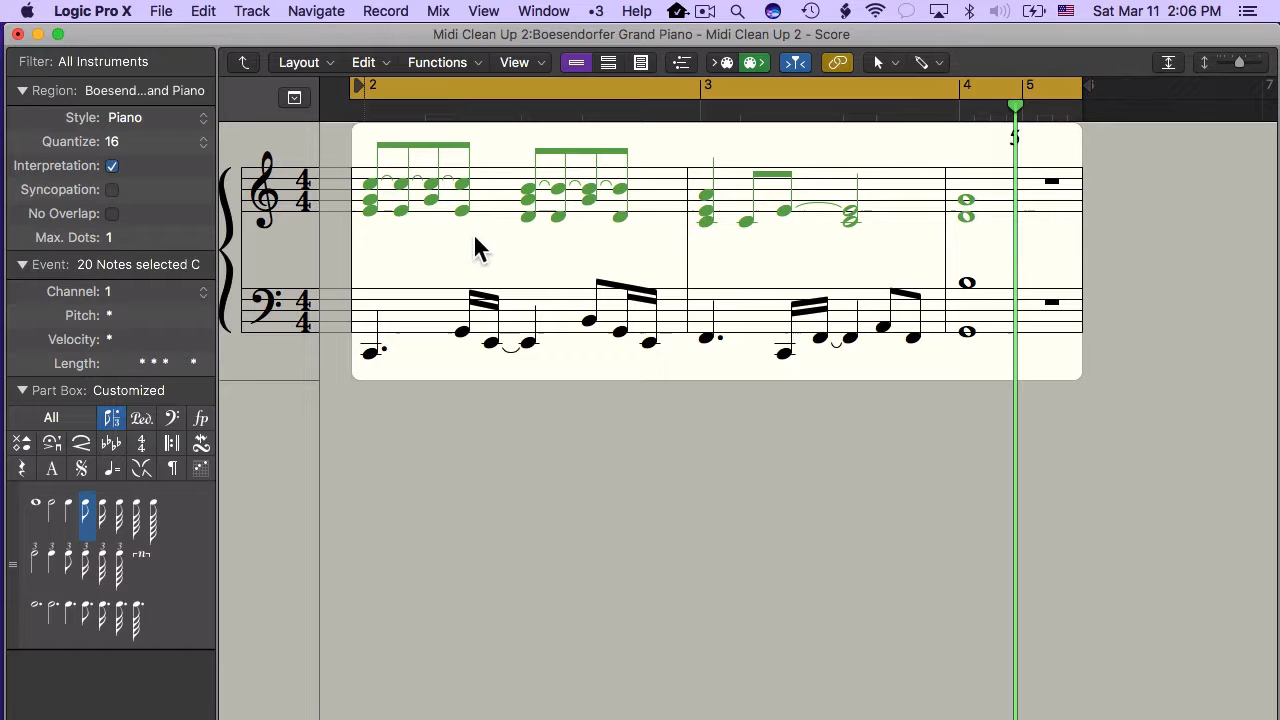 Logic Pro X File Edit Track Navigate Record Mix View Window •3 Help Sat Mar 11 2:06 PM
Midi Clean Up 2:Boesendorfer Grand Piano - Midi Clean Up 2 - Score
Filter: All Instruments
Layout Edit Functions View
Region: Boesend...and Piano
2 3 4 5 7
Style: Piano
Quantize: 16
5
Interpretation:
Syncopation:
No Overlap:
Max. Dots: 1
Event: 20 Notes selected C
Channel: 1
Pitch: *
Velocity: *
Length: * * * *
Part Box: Customized
All